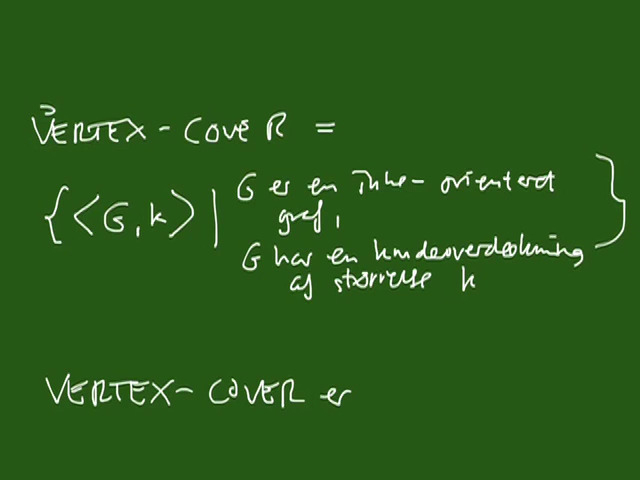 VERTEX-COVER =
{<G, k> | G er en ikke-orienteret
graf,
G har en knudeoverdækning }
af størrelse k
VERTEX-COVER er